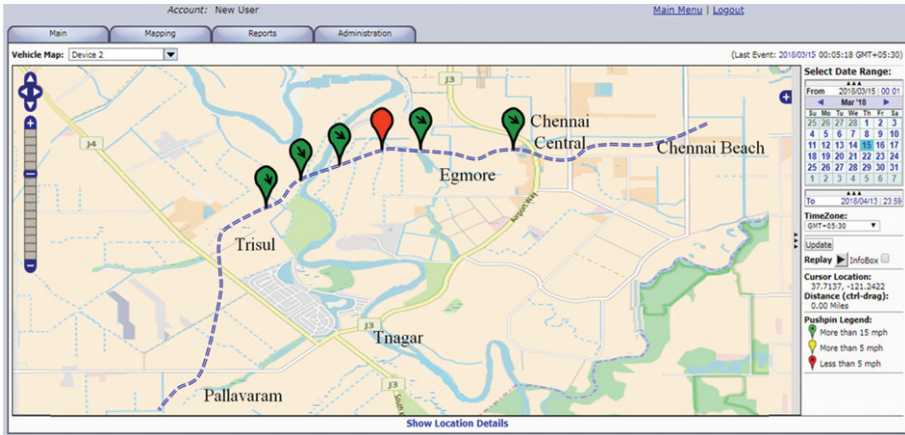 Account: New User Main Menu | Logout
Main Mapping Reports Administration
Vehicle Map: Device 2 (Last Event: 2018/03/15 00:05:18 GMT+05:30)
J3
J4
Chennai
Central
Chennai Beach
Egmore
Airport Way
Trisul
J3
Tnagar
J3
Pallavaram
Show Location Details
Select Date Range:
From 2018/03/15 | 00:01
Mar '18
Su Mo Tu We Th Fr Sa
25 26 27 28 1 2 3
4 5 6 7 8 9 10
11 12 13 14 15 16 17
18 19 20 21 22 23 24
25 26 27 28 29 30 31
1 2 3 4 5 6 7
To 2018/04/13 | 23:59
TimeZone:
GMT+05:30
Update
Replay InfoBox
Cursor Location:
37.7137, -121.2422
Distance (ctrl-drag):
0.00 Miles
Pushpin Legend:
More than 15 mph
More than 5 mph
Less than 5 mph